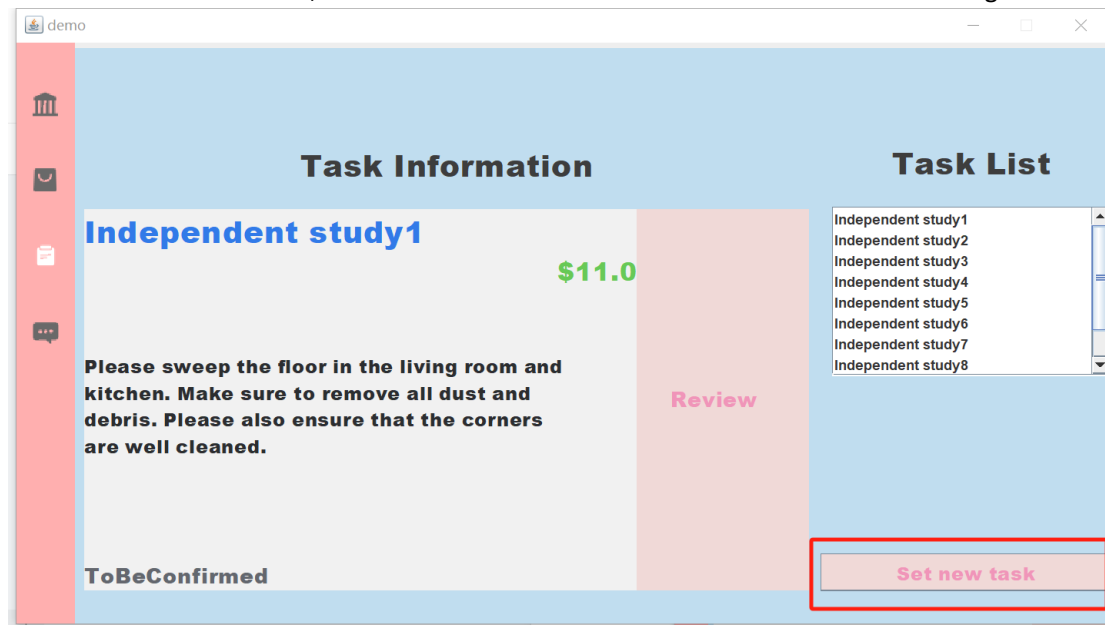 demo
Task Information
Task List
Independent study1
$11.0
Please sweep the floor in the living room and
kitchen. Make sure to remove all dust and
debris. Please also ensure that the corners
are well cleaned.
ToBeConfirmed
Review
Independent study1
Independent study2
Independent study3
Independent study4
Independent study5
Independent study6
Independent study7
Independent study8
Set new task